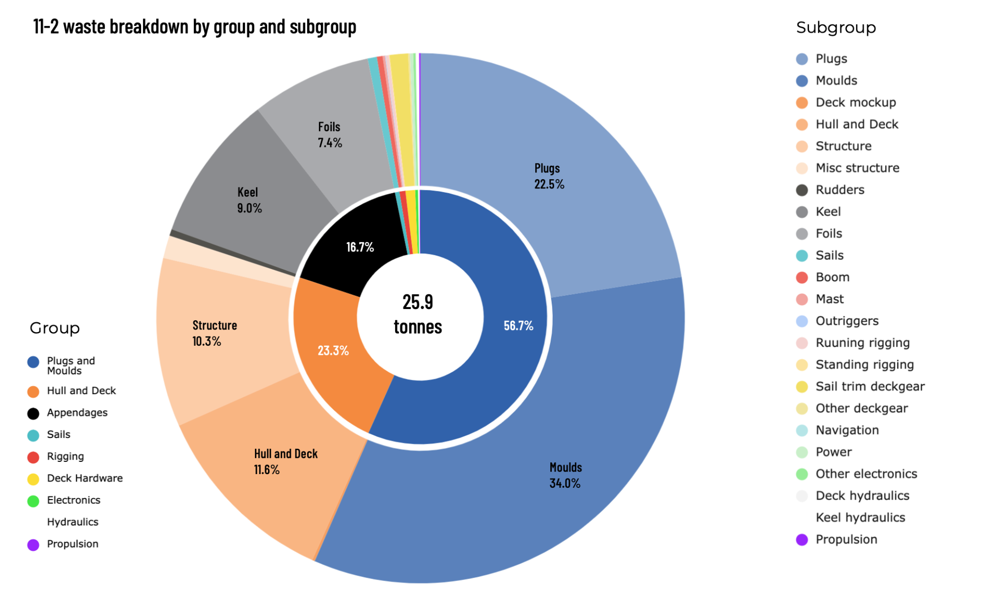 11-2 waste breakdown by group and subgroup
Foils
7.4%
Keel
9.0%
Plugs
22.5%
16.7%
Structure
10.3%
25.9
tonnes
56.7%
23.3%
Hull and Deck
11.6%
Moulds
34.0%
Group
Plugs and
Moulds
Hull and Deck
Appendages
Sails
Rigging
Deck Hardware
Electronics
Hydraulics
Propulsion
Subgroup
Plugs
Moulds
Deck mockup
Hull and Deck
Structure
Misc structure
Rudders
Keel
Foils
Sails
Boom
Mast
Outriggers
Ruuning rigging
Standing rigging
Sail trim deckgear
Other deckgear
Navigation
Power
Other electronics
Deck hydraulics
Keel hydraulics
Propulsion